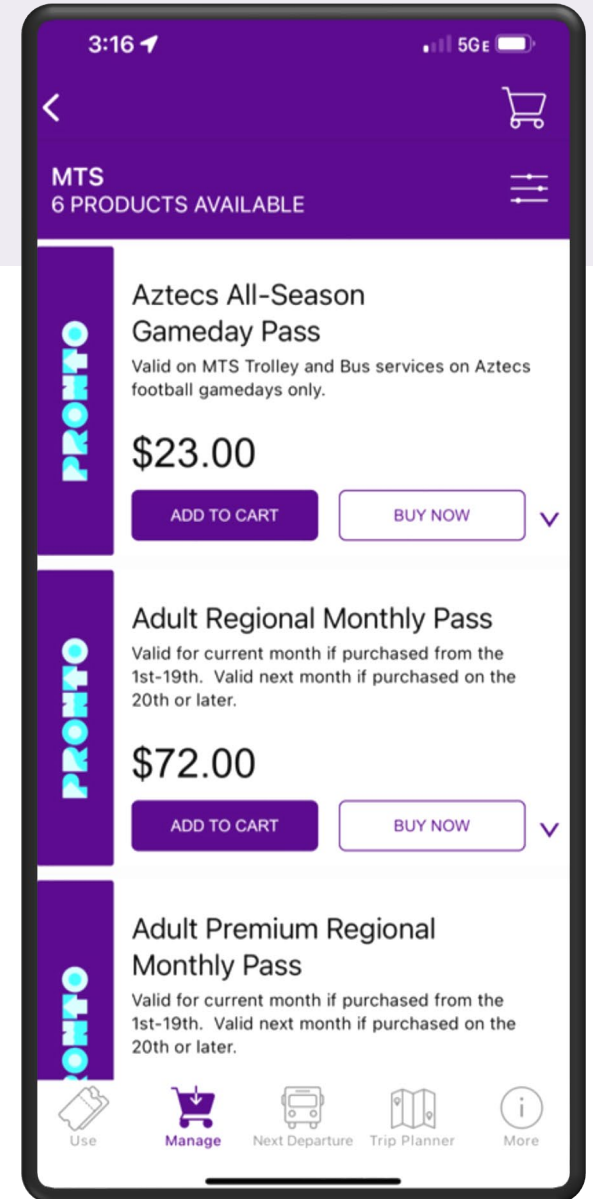 3:16
5GE
MTS
6 PRODUCTS AVAILABLE
PRONTO
Aztecs All-Season
Gameday Pass
Valid on MTS Trolley and Bus services on Aztecs
football gamedays only.
$23.00
ADD TO CART
BUY NOW
PRONTO
Adult Regional Monthly Pass
Valid for current month if purchased from the
1st-19th.  Valid next month if purchased on the
20th or later.
$72.00
ADD TO CART
BUY NOW
RONTO
Adult Premium Regional
Monthly Pass
Valid for current month if purchased from the
1st-19th.  Valid next month if purchased on the
20th or later.
Use
Manage
Next Departure
Trip Planner
More